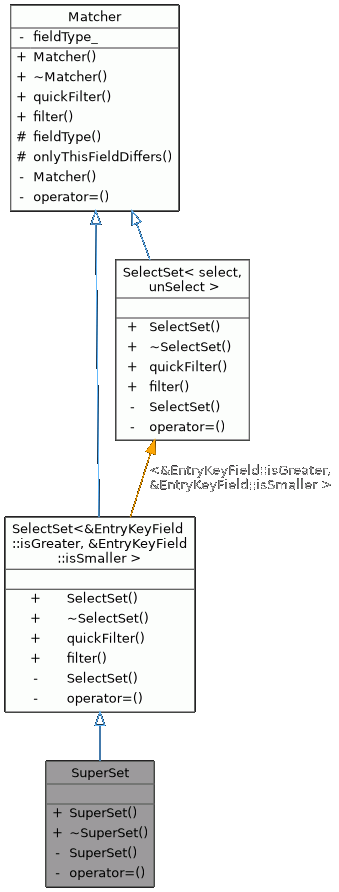 Matcher
- fieldType_
+ Matcher()
+ ~Matcher()
+ quickFilter()
+ filter()
# fieldType()
# onlyThisFieldDiffers()
- Matcher()
- operator=()
SelectSet< select,
unSelect >
+ SelectSet()
+ ~SelectSet()
+ quickFilter()
+ filter()
- SelectSet()
- operator=()
<&EntryKeyField::isGreater,
&EntryKeyField::isSmaller >
SelectSet<&EntryKeyField
::isGreater, &EntryKeyField
::isSmaller >
+ SelectSet()
+ ~SelectSet()
+ quickFilter()
+ filter()
- SelectSet()
- operator=()
SuperSet
+ SuperSet()
+ ~SuperSet()
- SuperSet()
- operator=()